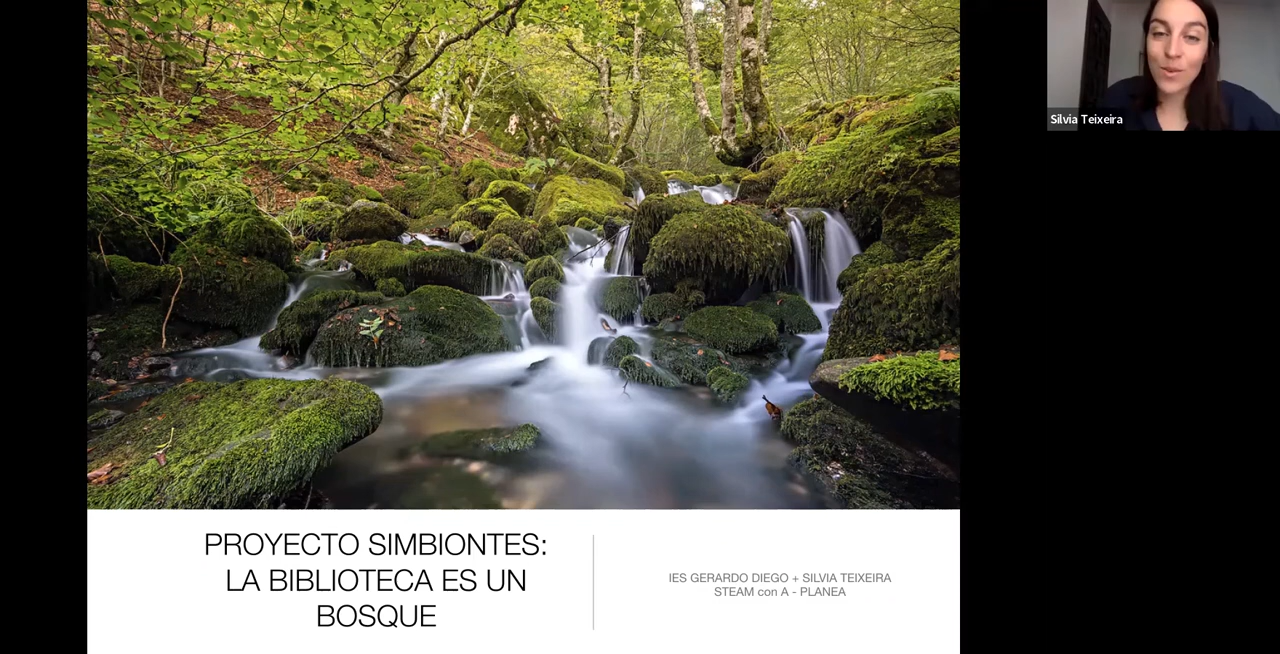 Silvia Teixeira
PROYECTO SIMBIONTES:
LA BIBLIOTECA ES UN
BOSQUE
IES GERARDO DIEGO + SILVIA TEIXEIRA
STEAM con A - PLANEA